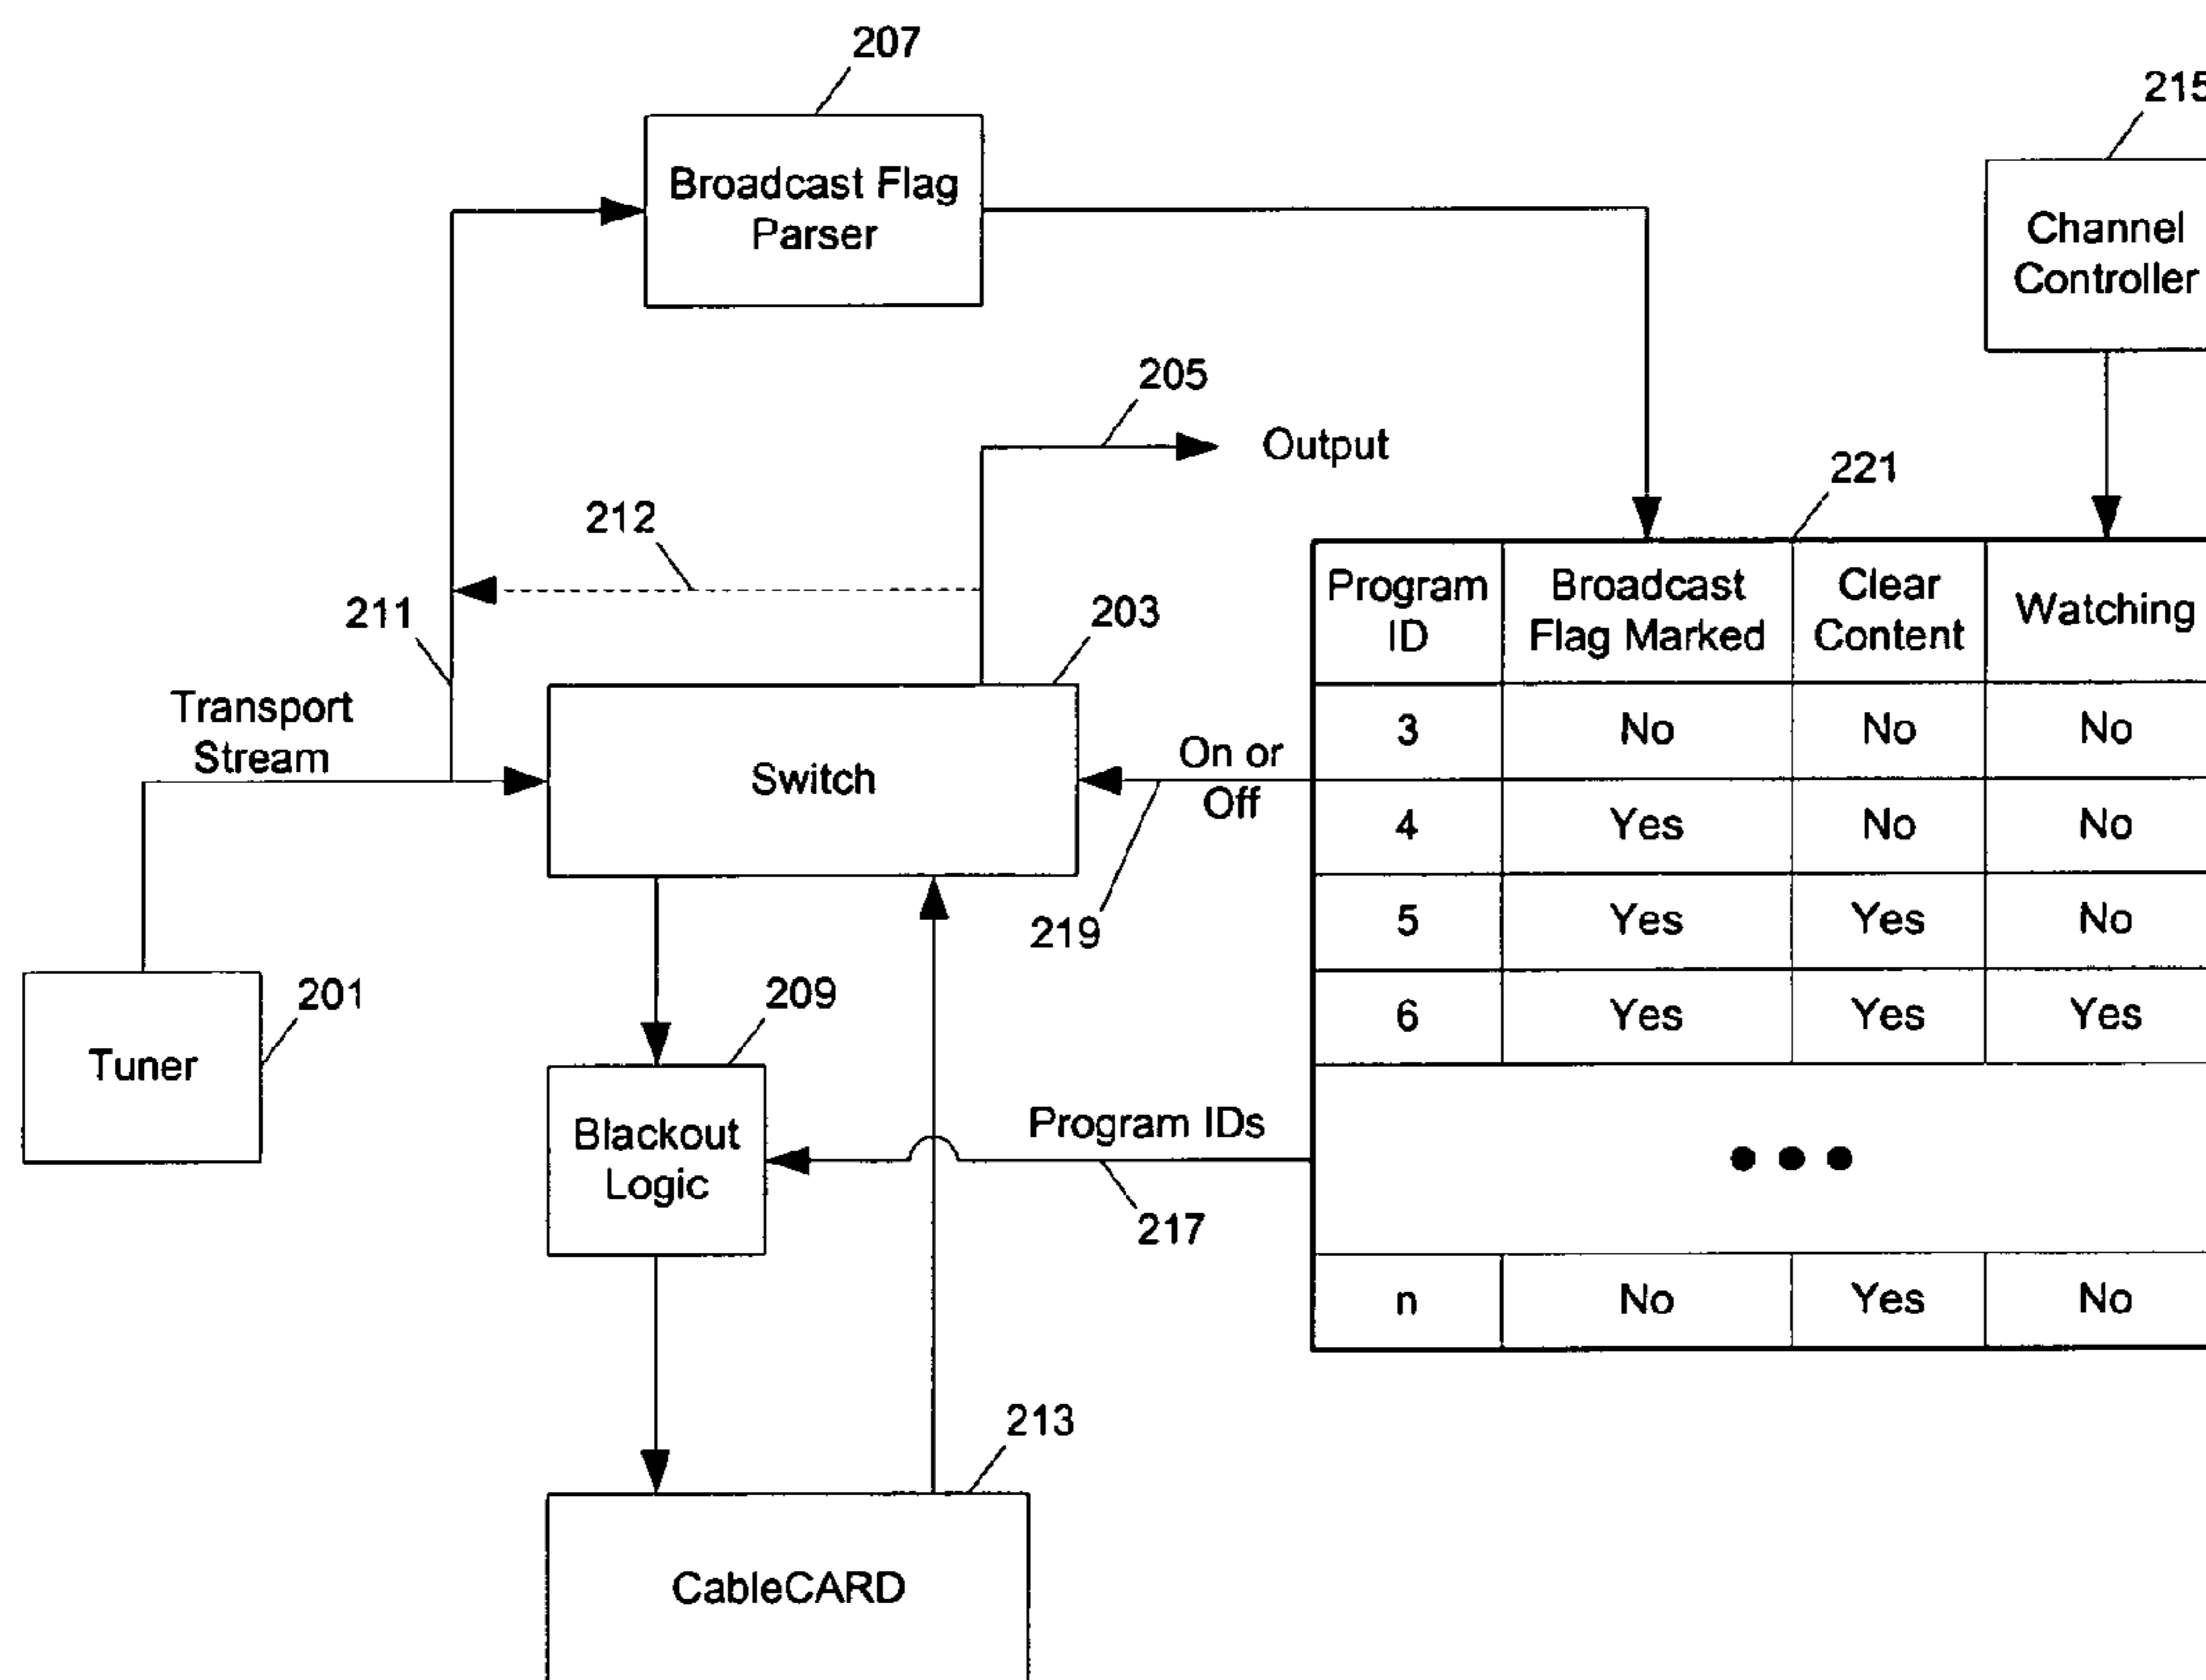 207
215
Broadcast Flag
Parser
Channel
Controller
205
Output
221
212
211
203
Transport
Stream
Switch
On or
Off
219
Program
ID
Broadcast
Flag Marked
Clear
Content
Watching
3 No No No
4 Yes No No
5 Yes Yes No
6 Yes Yes Yes
n No Yes No
201
Tuner
209
Blackout
Logic
Program IDs
217
213
CableCARD